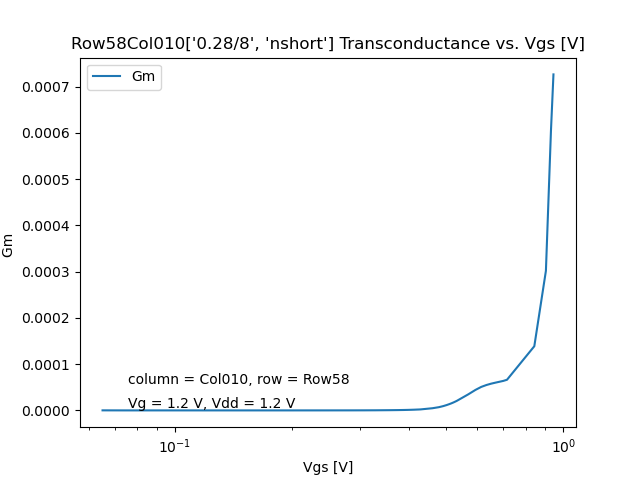 Row58Col010['0.28/8', 'nshort'] Transconductance vs. Vgs [V]
Gm
0.0007
0.0006
0.0005
0.0004
0.0003
0.0002
0.0001
0.0000
Gm
column = Col010, row = Row58
Vg = 1.2 V, Vdd = 1.2 V
10⁻¹
10⁰
Vgs [V]